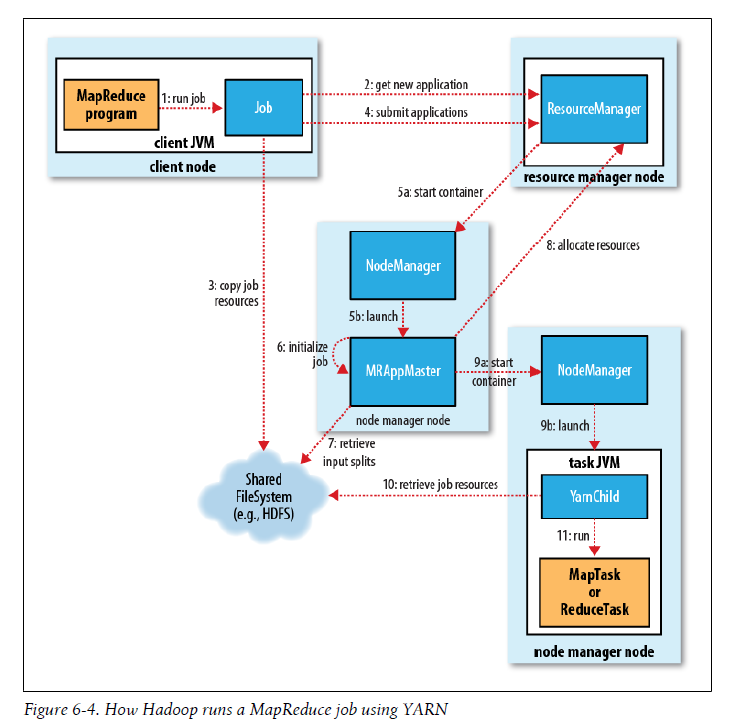 MapReduce
program
1: run job
Job
client JVM
client node
2: get new application
4: submit applications
ResourceManager
resource manager node
5a: start container
3: copy job
resources
NodeManager
5b: launch
8: allocate resources
6: initialize
job
MRAppMaster
node manager node
9a: start
container
NodeManager
9b: launch
7: retrieve
input splits
Shared
FileSystem
(e.g., HDFS)
10: retrieve job resources
task JVM
YarnChild
11: run
MapTask
or
ReduceTask
node manager node
Figure 6-4. How Hadoop runs a MapReduce job using YARN